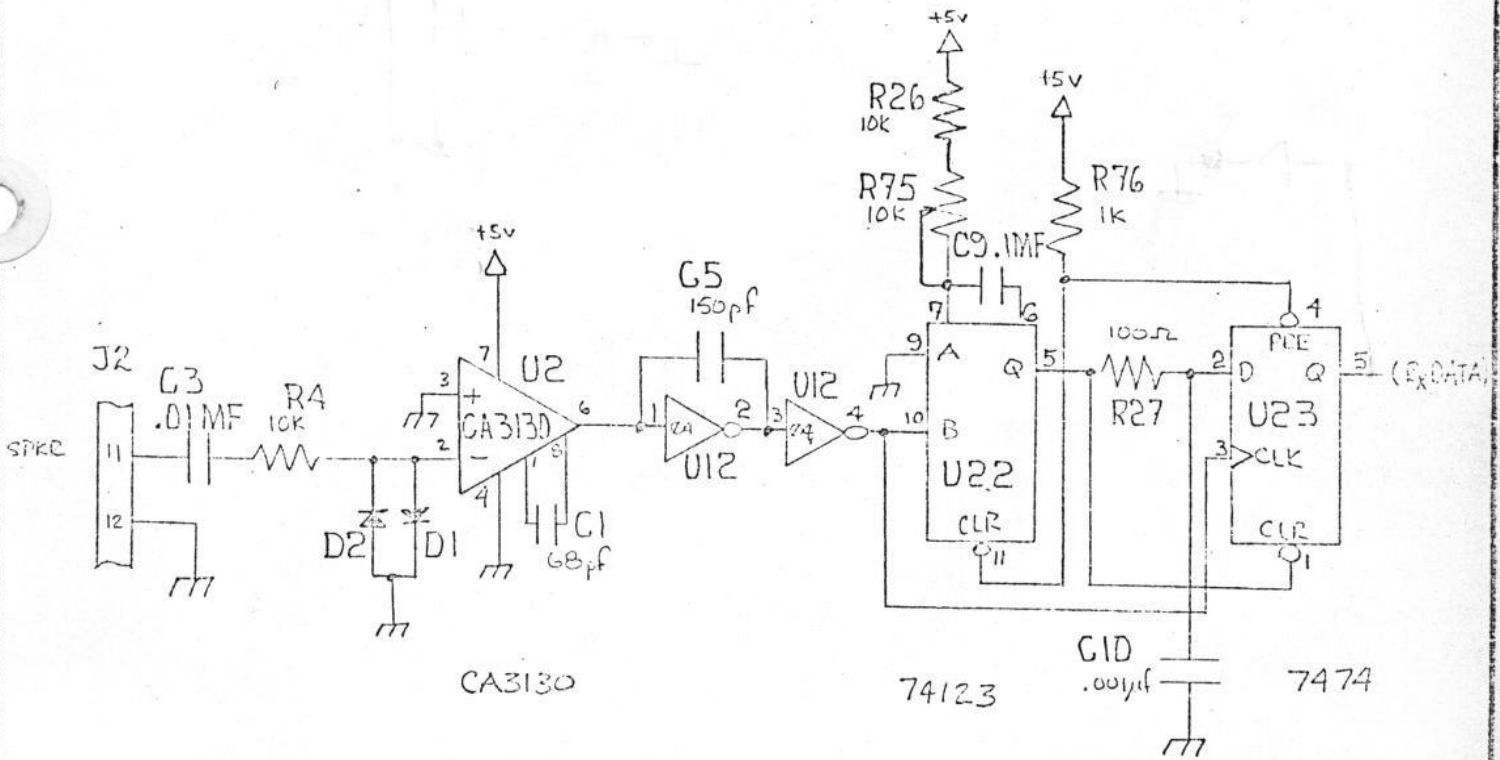 +5v
R26
10K
+5v
R75
10K
R76
1K
C9 .1MF
+5v
C5
150pf
7
6
4
J2
C3
.01MF
R4
10K
7
U2
3
+
CA3130
6
2
-
1
8
4
1
2
U12
3
U12
4
9
A
Q
5
10
B
U22
CLR
11
100Ω
R27
2
D
Q
5
U23
3
CLK
CLR
1
SPKR
11
12
D2
D1
C1
68pf
C10
.001µf
CA3130
74123
7474